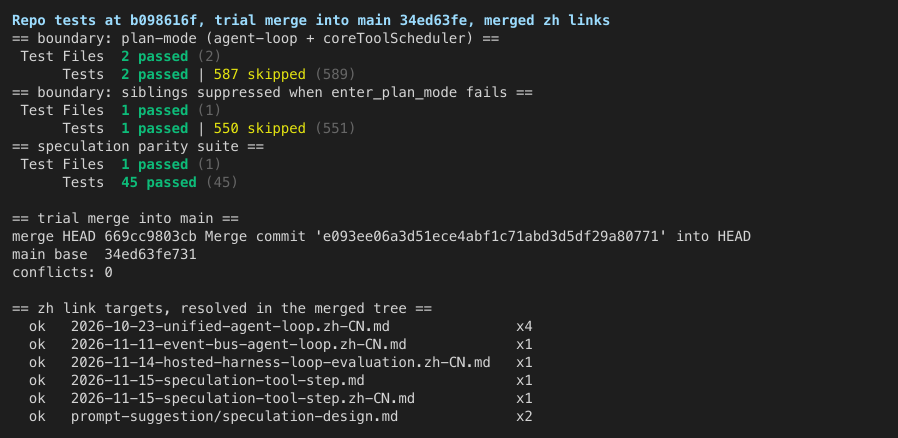 Repo tests at b098616f, trial merge into main 34ed63fe, merged zh links
== boundary: plan-mode (agent-loop + coreToolScheduler) ==
Test Files  2 passed (2)
Tests  2 passed | 587 skipped (589)
== boundary: siblings suppressed when enter_plan_mode fails ==
Test Files  1 passed (1)
Tests  1 passed | 550 skipped (551)
== speculation parity suite ==
Test Files  1 passed (1)
Tests  45 passed (45)
== trial merge into main ==
merge HEAD 669cc9803cb Merge commit 'e093ee06a3d51ece4abf1c71abd3d5df29a80771' into HEAD
main base  34ed63fe731
conflicts: 0
== zh link targets, resolved in the merged tree ==
ok   2026-10-23-unified-agent-loop.zh-CN.md   x4
ok   2026-11-11-event-bus-agent-loop.zh-CN.md   x1
ok   2026-11-14-hosted-harness-loop-evaluation.zh-CN.md   x1
ok   2026-11-15-speculation-tool-step.md   x1
ok   2026-11-15-speculation-tool-step.zh-CN.md   x1
ok   prompt-suggestion/speculation-design.md   x2